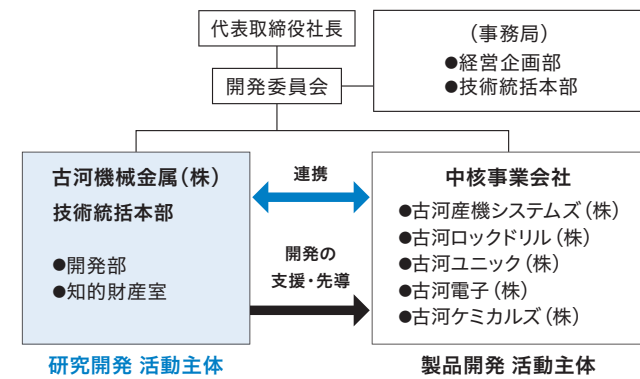 代表取締役社長
開発委員会
（事務局）
●経営企画部
●技術統括本部
古河機械金属（株）
技術統括本部
●開発部
●知的財産室
研究開発 活動主体
連携
開発の
支援・先導
中核事業会社
●古河産機システムズ（株）
●古河ロックドリル（株）
●古河ユニック（株）
●古河電子（株）
●古河ケミカルズ（株）
製品開発 活動主体